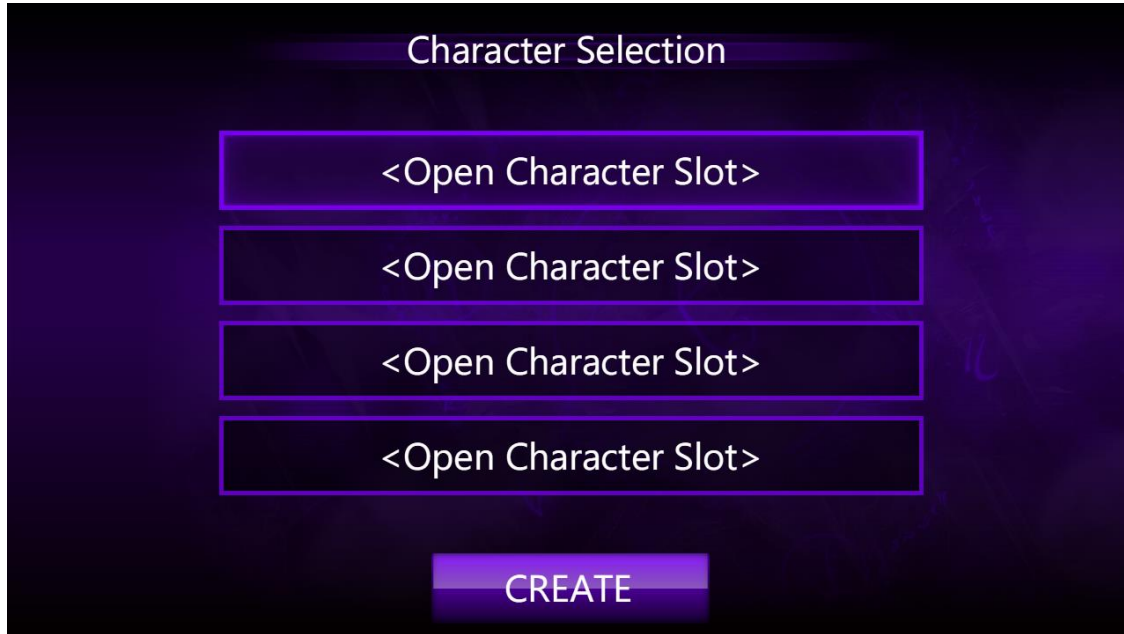 Character Selection
<Open Character Slot>
<Open Character Slot>
<Open Character Slot>
<Open Character Slot>
CREATE